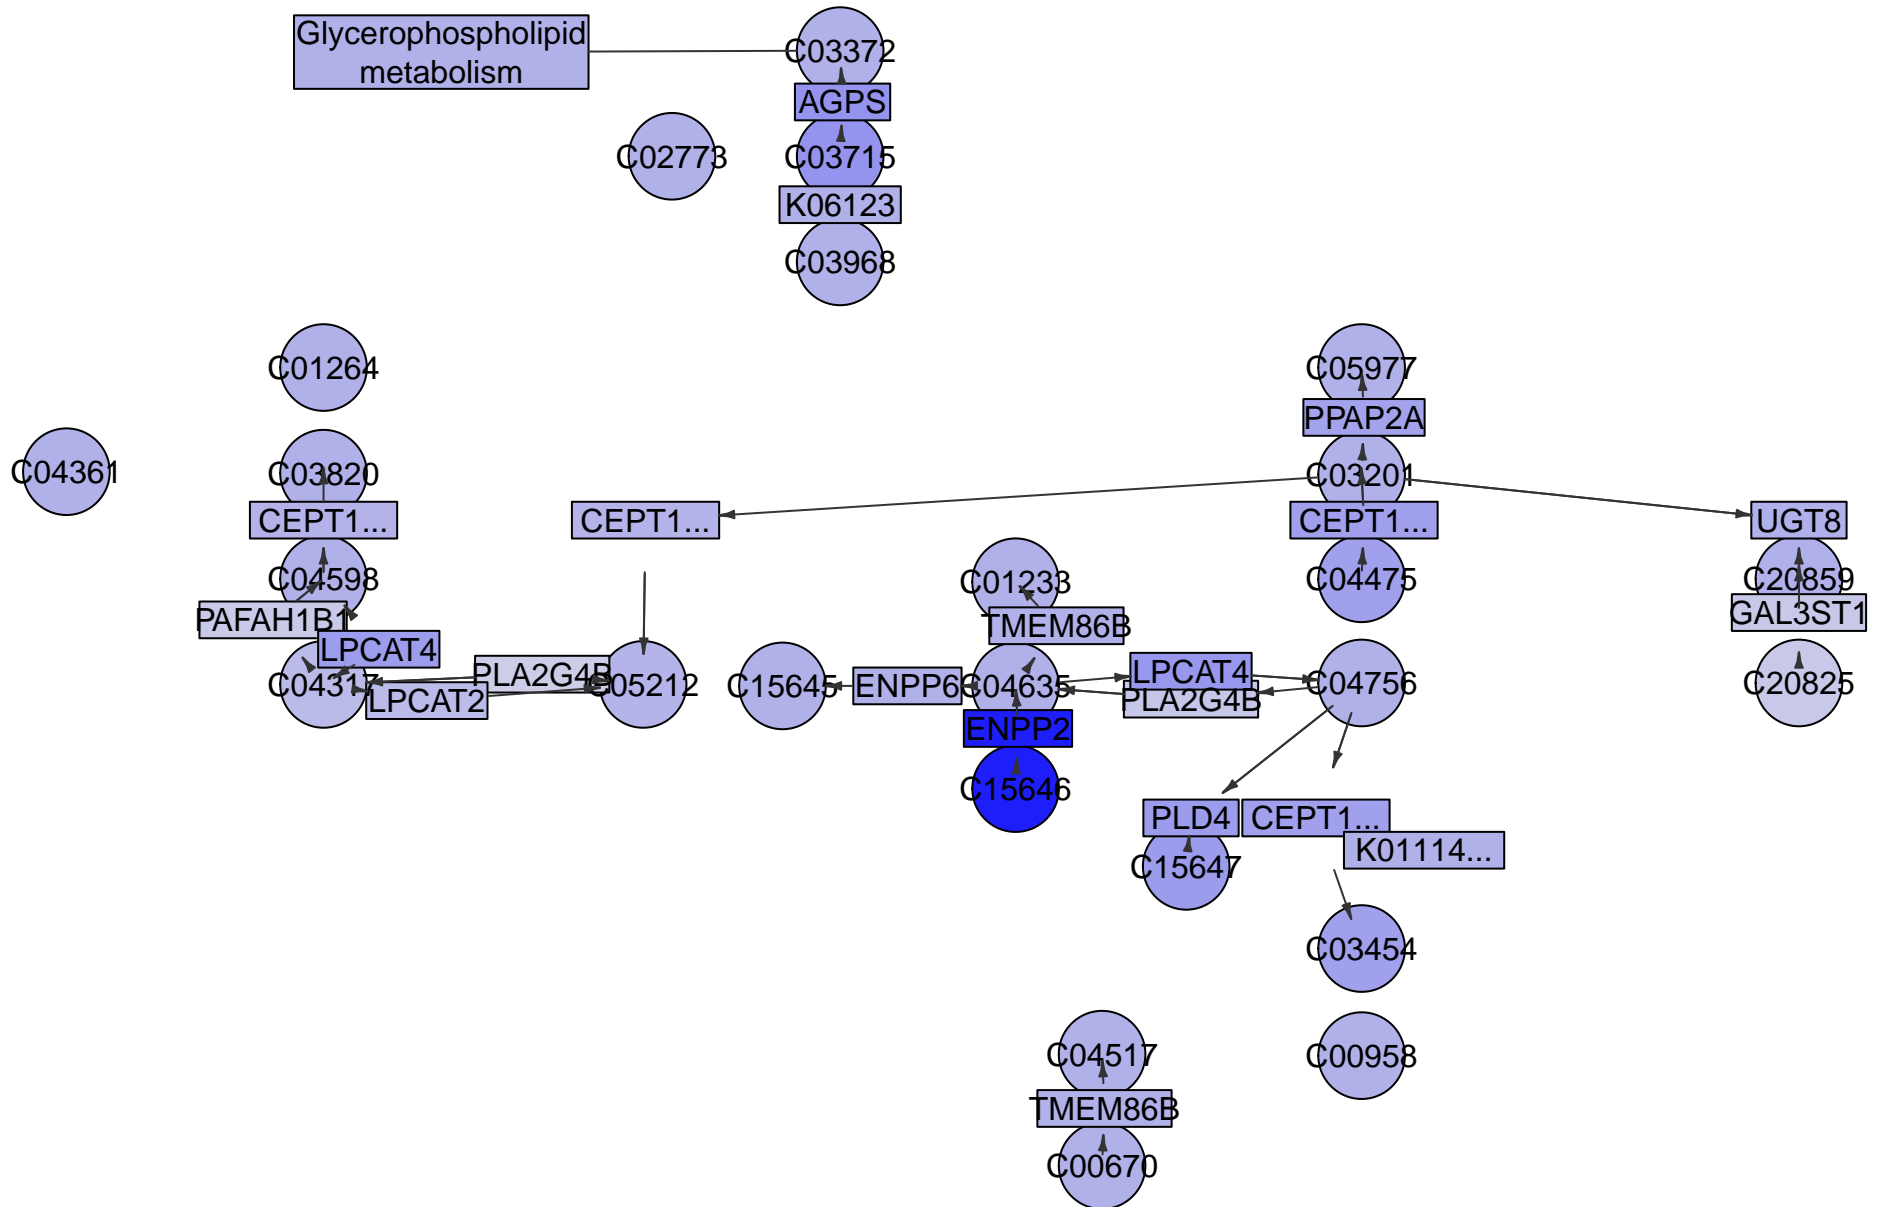 Glycerophospholipid
metabolism
C03372
AGPS
C02773
C03715
K06123
C03968
C01264
C05977
PPAP2A
C04361
C03820
C03201
CEPT1...
CEPT1...
CEPT1...
UGT8
C04598
C01233
C04475
C20859
PAFAH1B1
TMEM86B
GAL3ST1
LPCAT4
C04317
PLA2G4B
LPCAT2
C05212
C15645
ENPP6
C04635
LPCAT4
PLA2G4B
C04756
C20825
ENPP2
C15646
PLD4
CEPT1...
K01114...
C15647
C03454
C04517
C00958
TMEM86B
C00670